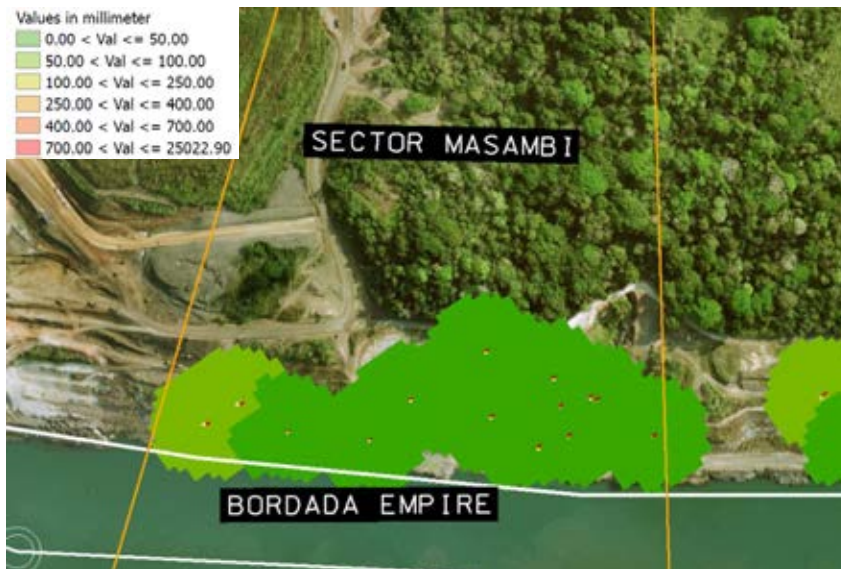 Values in millimeter
0.00 < Val <= 50.00
50.00 < Val <= 100.00
100.00 < Val <= 250.00
250.00 < Val <= 400.00
400.00 < Val <= 700.00
700.00 < Val <= 25022.90
SECTOR MASAMBI
BORDADA EMPIRE